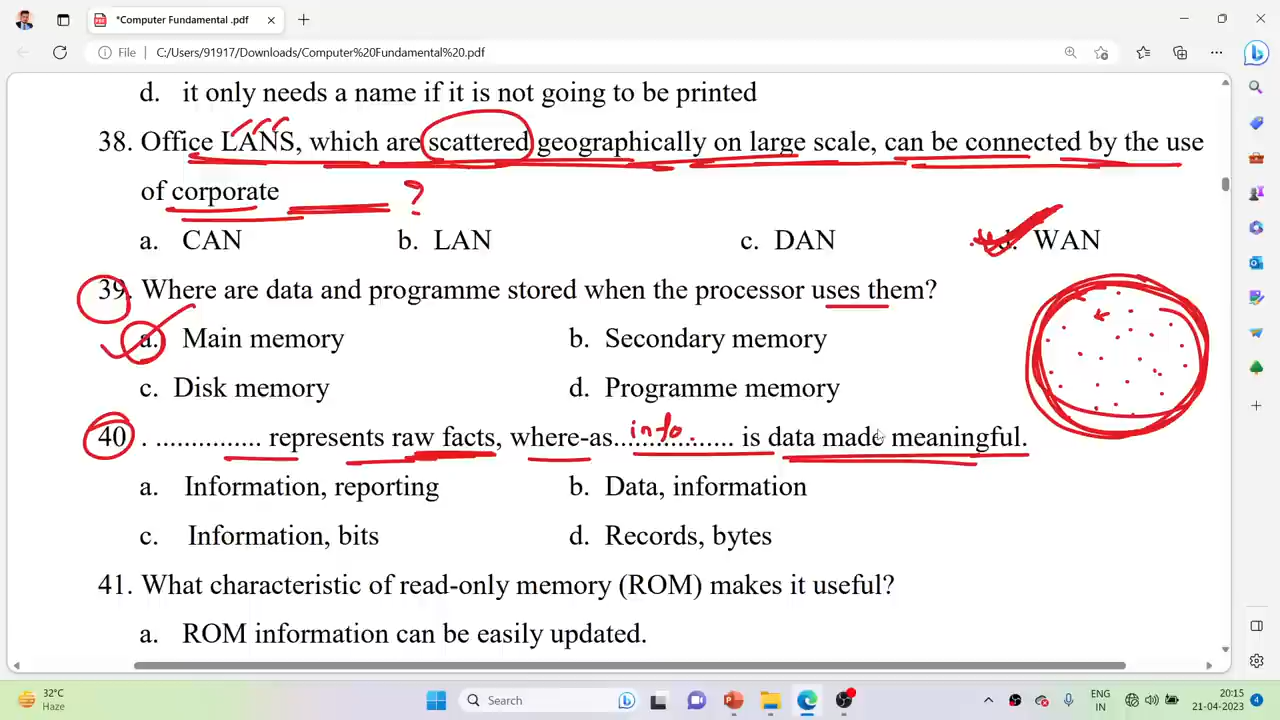 *Computer Fundamental .pdf
File C:/Users/91917/Downloads/Computer%20Fundamental%20.pdf
d. it only needs a name if it is not going to be printed
38. Office LANS, which are scattered geographically on large scale, can be connected by the use
of corporate ?
a. CAN b. LAN c. DAN d. WAN
39. Where are data and programme stored when the processor uses them?
a. Main memory b. Secondary memory
c. Disk memory d. Programme memory
40 . ............... represents raw facts, where-as................. is data made meaningful.
info.
a. Information, reporting b. Data, information
c. Information, bits d. Records, bytes
41. What characteristic of read-only memory (ROM) makes it useful?
a. ROM information can be easily updated.
32°C
Haze
Search
ENG
IN
20:15
21-04-2023
4